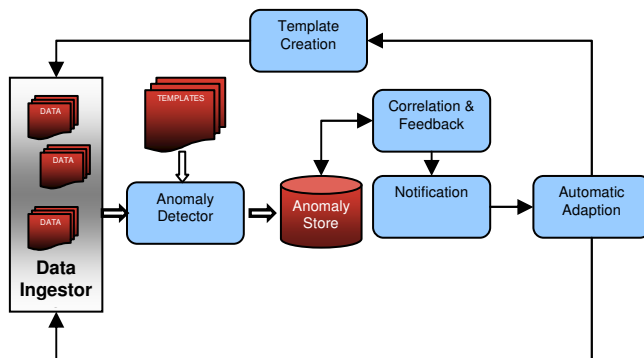 Template
Creation
DATA
DATA
DATA
Data
Ingestor
TEMPLATES
Anomaly
Detector
Anomaly
Store
Correlation &
Feedback
Notification
Automatic
Adaption